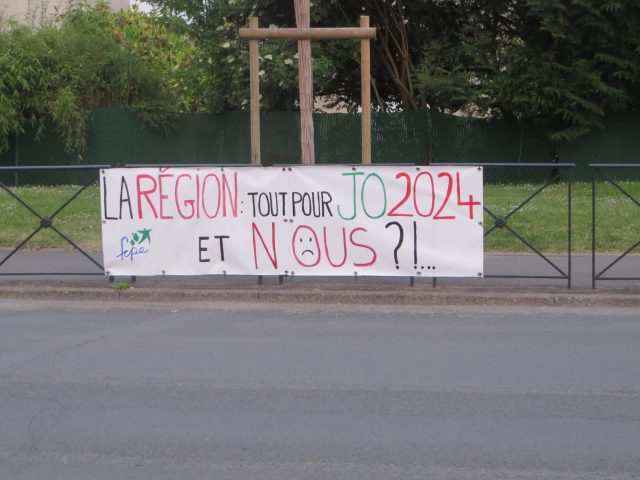 LA RÉGION: TOUT POUR JO 2024
fcpe
ET NOUS?!...